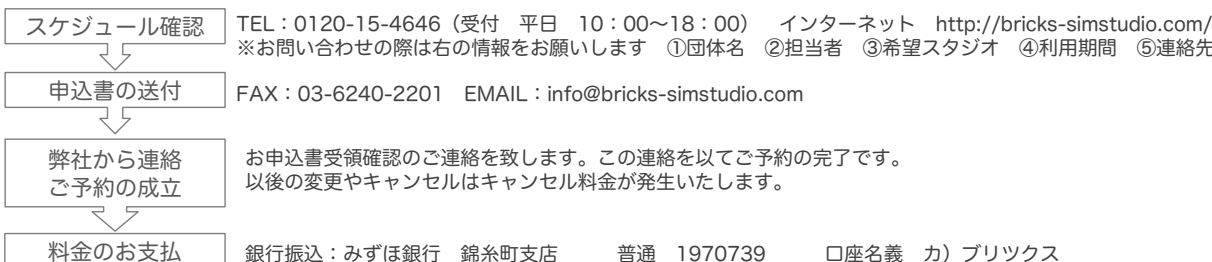 スケジュール確認
TEL:0120-15-4646(受付 平日 10:00〜18:00) インターネット http://bricks-simstudio.com/
※お問い合わせの際は右の情報をお願いします ①団体名 ②担当者 ③希望スタジオ ④利用期間 ⑤連絡先
申込書の送付
FAX:03-6240-2201 EMAIL:info@bricks-simstudio.com
弊社から連絡
ご予約の成立
お申込書受領確認のご連絡を致します。この連絡を以てご予約の完了です。
以後の変更やキャンセルはキャンセル料金が発生いたします。
料金のお支払
銀行振込:みずほ銀行 錦糸町支店 普通 1970739 口座名義 カ)ブリツクス